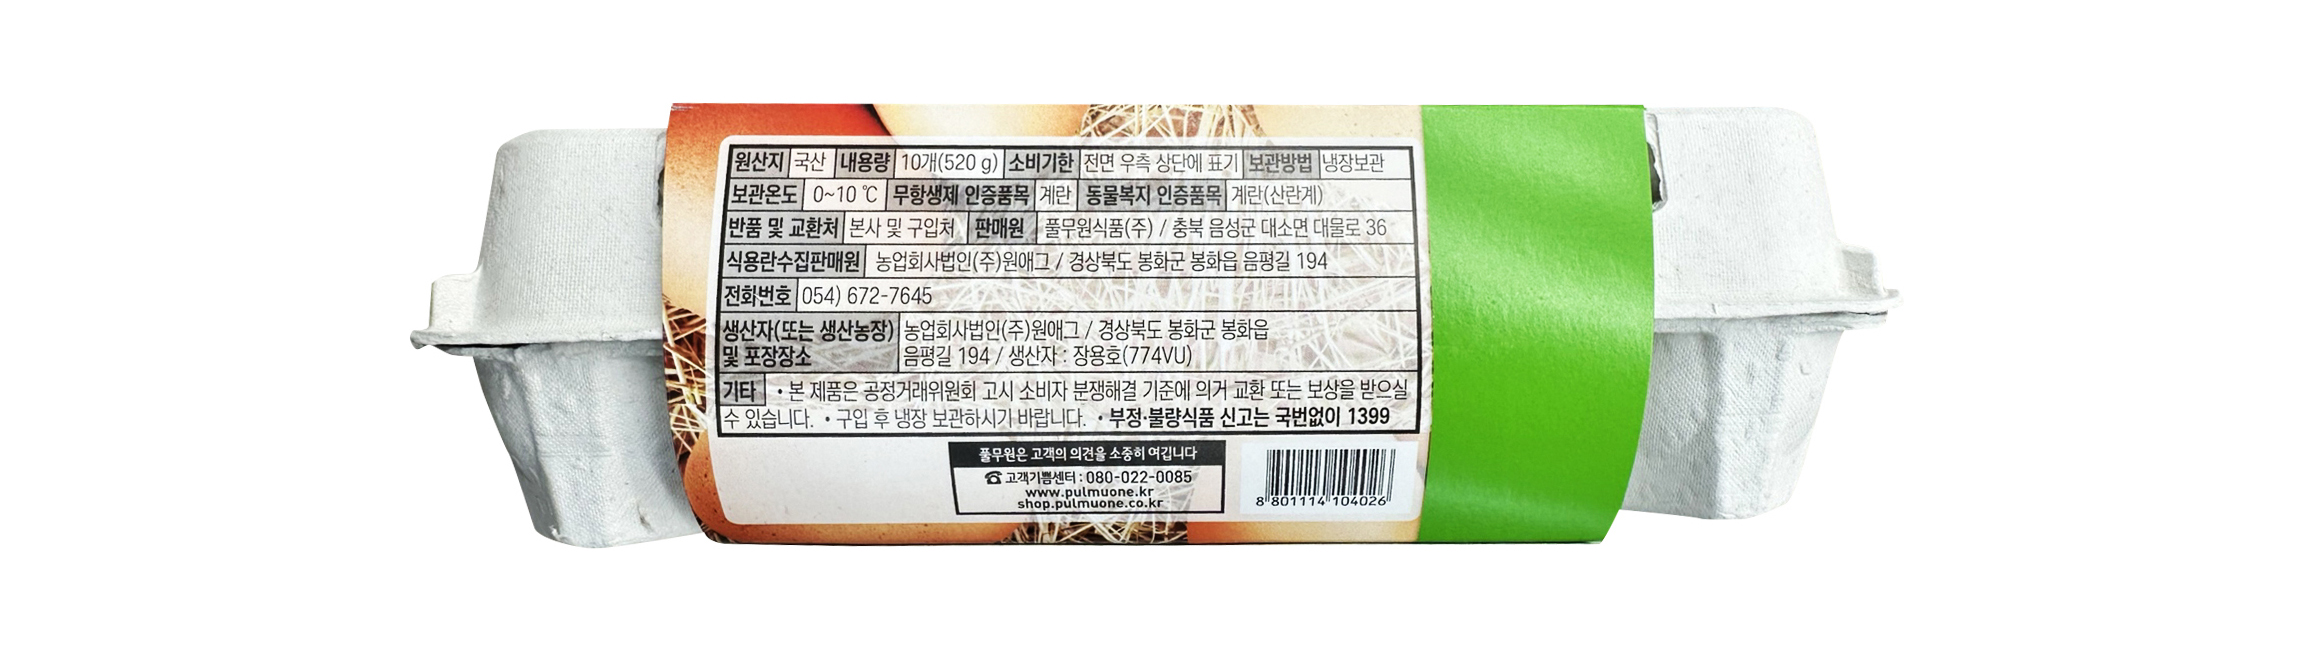 원산지 국산 내용량 10개(520 g) 소비기한 전면 우측 상단에 표기 보관방법 냉장보관
보관온도 0~10 ℃ 무항생제 인증품목 계란 동물복지 인증품목 계란(산란계)
반품 및 교환처 본사 및 구입처 판매원 풀무원식품(주) / 충북 음성군 대소면 대물로 36
식용란수집판매원 농업회사법인(주)원애그 / 경상북도 봉화군 봉화읍 음평길 194
전화번호 054) 672-7645
생산자(또는 생산농장) 농업회사법인(주)원애그 / 경상북도 봉화군 봉화읍
및 포장장소 음평길 194 / 생산자 : 장용호(774VU)
기타 • 본 제품은 공정거래위원회 고시 소비자 분쟁해결 기준에 의거 교환 또는 보상을 받으실
수 있습니다. • 구입 후 냉장 보관하시기 바랍니다. • 부정·불량식품 신고는 국번없이 1399
풀무원은 고객의 의견을 소중히 여깁니다
☎고객기쁨센터 : 080-022-0085
www.pulmuone.kr
shop.pulmuone.co.kr
8 801114 104026